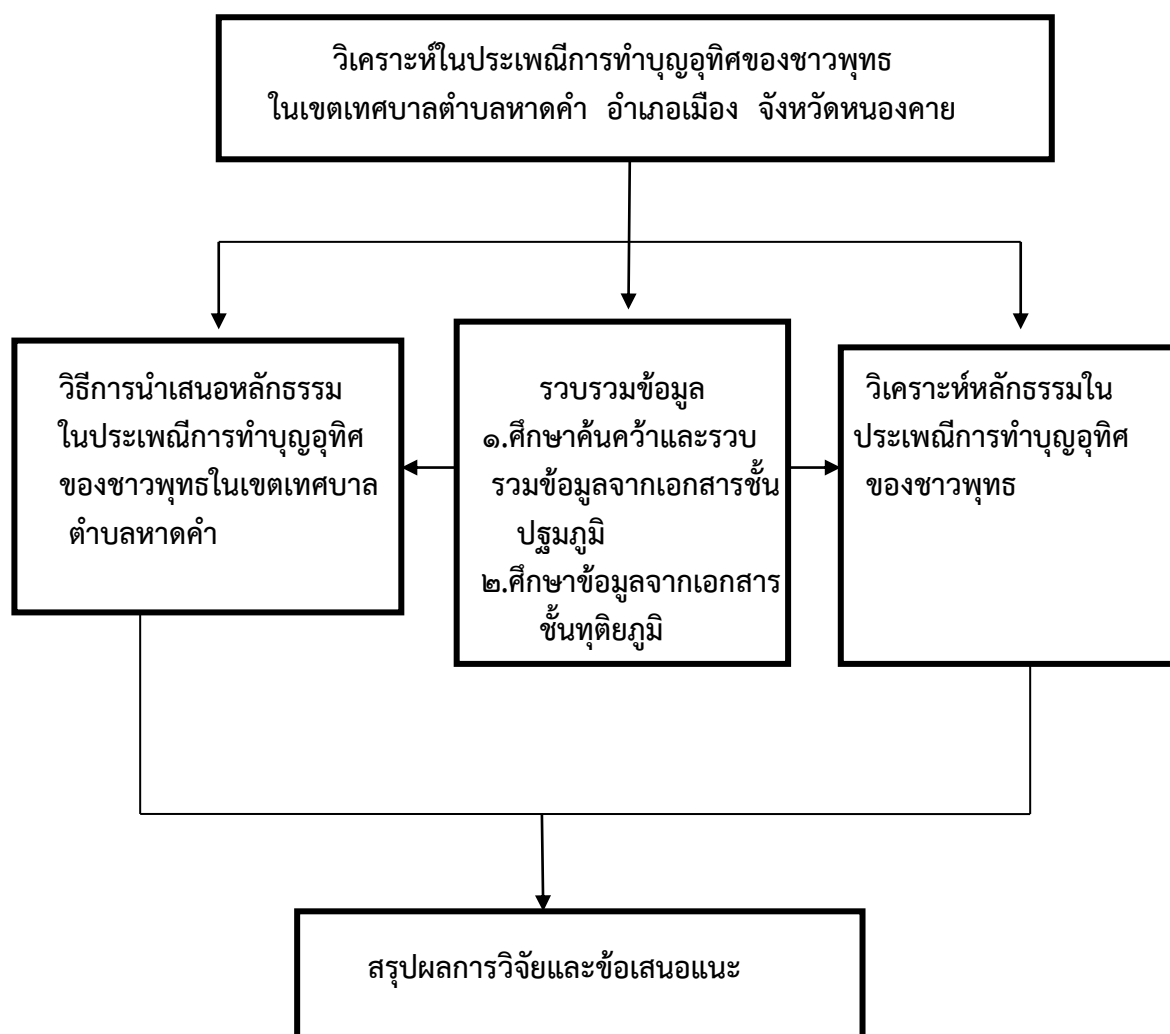 วิเคราะห์ในประเพณีการทำบุญอุทิศของชาวพุทธ
ในเขตเทศบาลตำบลหาดคำ อำเภอเมือง จังหวัดหนองคาย
วิธีการนำเสนอหลักธรรม
ในประเพณีการทำบุญอุทิศ
ของชาวพุทธในเขตเทศบาล
ตำบลหาดคำ
รวบรวมข้อมูล
๑.ศึกษาค้นคว้าและรวบ
รวมข้อมูลจากเอกสารชั้น
ปฐมภูมิ
๒.ศึกษาข้อมูลจากเอกสาร
ชั้นทุติยภูมิ
วิเคราะห์หลักธรรมใน
ประเพณีการทำบุญอุทิศ
ของชาวพุทธ
สรุปผลการวิจัยและข้อเสนอแนะ